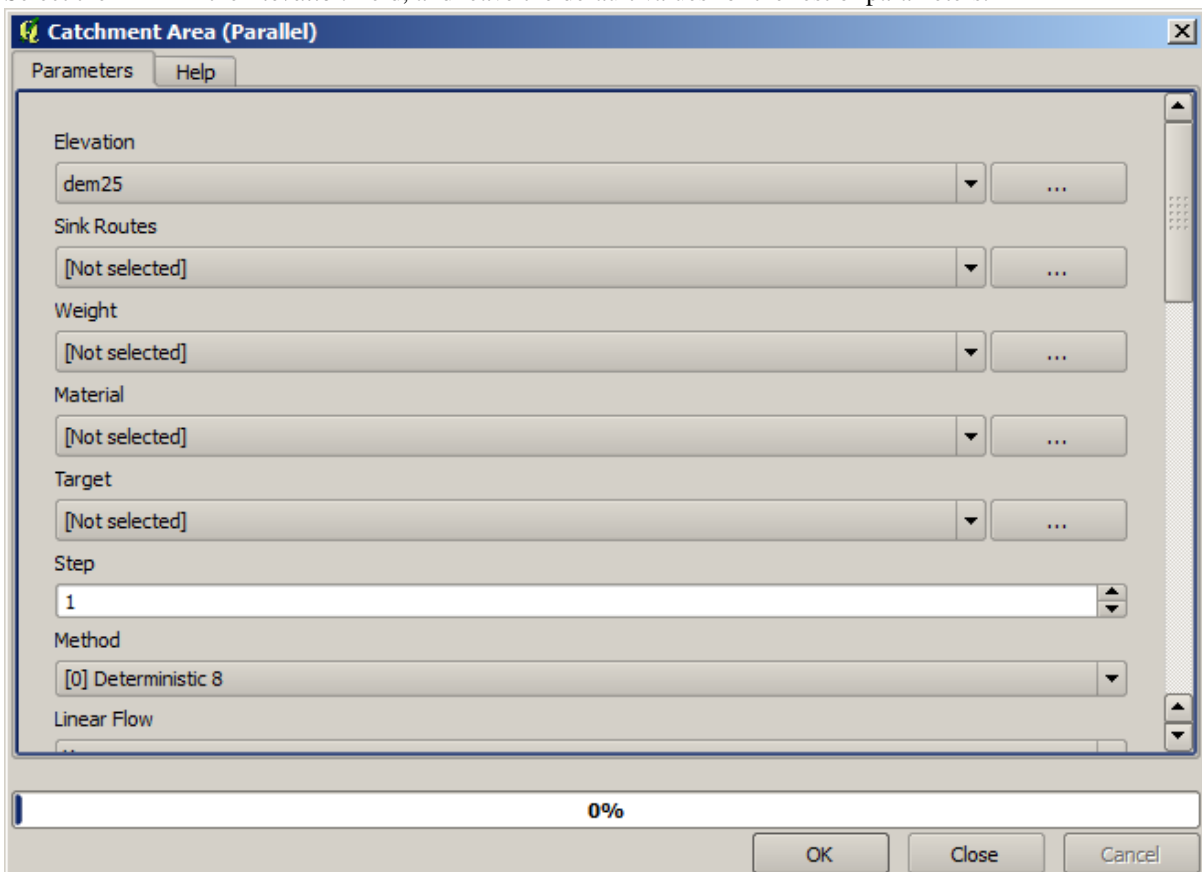 Catchment Area (Parallel)
Parameters Help
Elevation
dem25 ...
Sink Routes
[Not selected] ...
Weight
[Not selected] ...
Material
[Not selected] ...
Target
[Not selected] ...
Step
1
Method
[0] Deterministic 8
Linear Flow
0%
OK Close Cancel